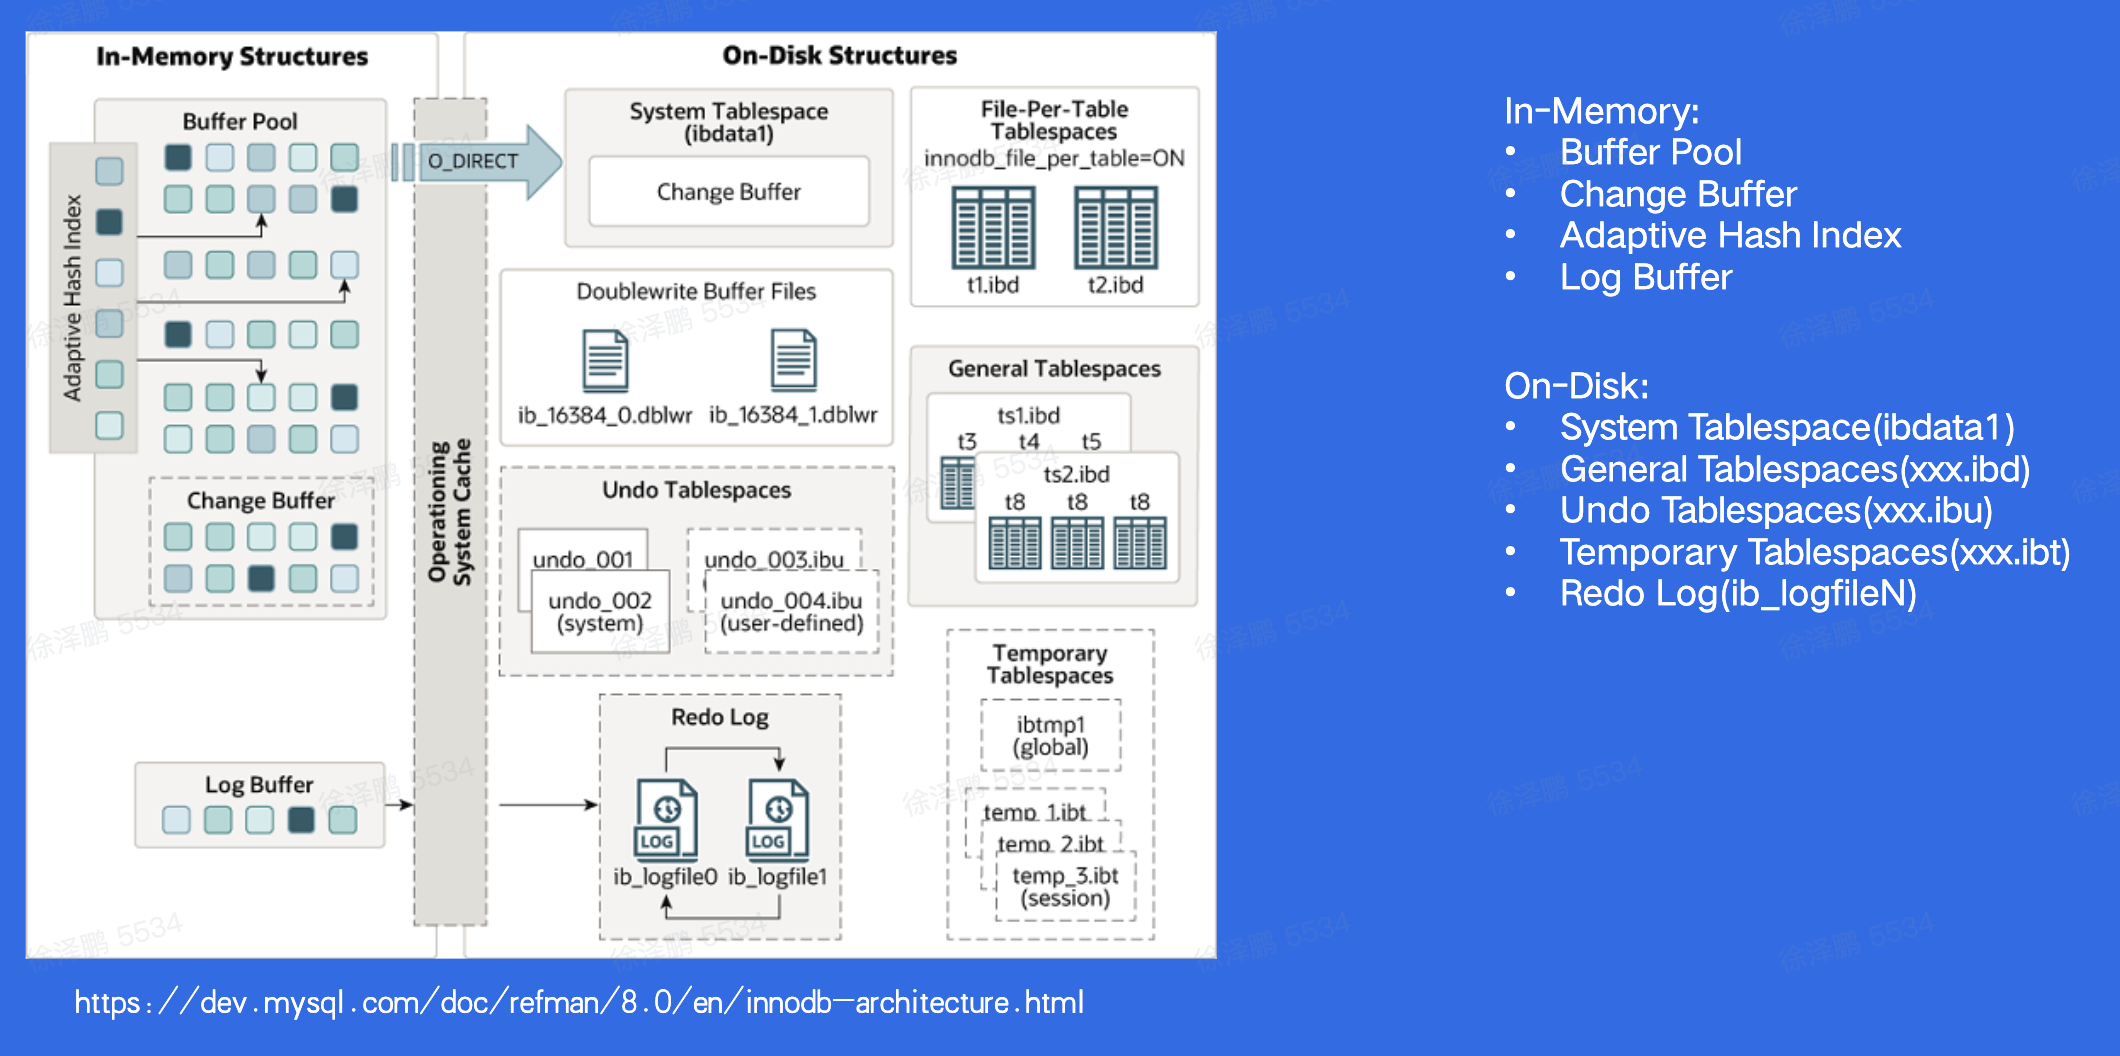 In-Memory Structures
On-Disk Structures
Buffer Pool
Adaptive Hash Index
Change Buffer
Log Buffer
Operationing
System Cache
O_DIRECT
System Tablespace
(ibdata1)
Change Buffer
File-Per-Table
Tablespaces
innodb_file_per_table=ON
t1.ibd
t2.ibd
Doublewrite Buffer Files
ib_16384_0.dblwr
ib_16384_1.dblwr
General Tablespaces
ts1.ibd
t3 t4 t5
ts2.ibd
t8 t8 t8
Undo Tablespaces
undo_001
undo_002
(system)
undo_003.ibu
undo_004.ibu
(user-defined)
Redo Log
LOG
LOG
ib_logfile0
ib_logfile1
Temporary
Tablespaces
ibtmp1
(global)
temp_1.ibt
temp_2.ibt
temp_3.ibt
(session)
https://dev.mysql.com/doc/refman/8.0/en/innodb-architecture.html
In-Memory:
• Buffer Pool
• Change Buffer
• Adaptive Hash Index
• Log Buffer
On-Disk:
• System Tablespace(ibdata1)
• General Tablespaces(xxx.ibd)
• Undo Tablespaces(xxx.ibu)
• Temporary Tablespaces(xxx.ibt)
• Redo Log(ib_logfileN)
徐泽鹏 5534